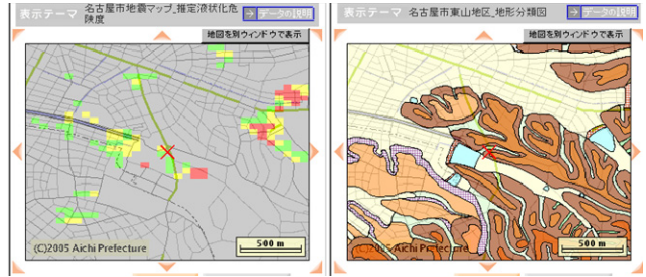 表示テーマ 名古屋市地震マップ_推定液状化危
険度
→ データの説明
地図を別ウィンドウで表示
(C)2005 Aichi Prefecture
500 m
表示テーマ 名古屋市東山地区_地形分類図
→ データの説明
地図を別ウィンドウで表示
(C)2005 Aichi Prefecture
500 m